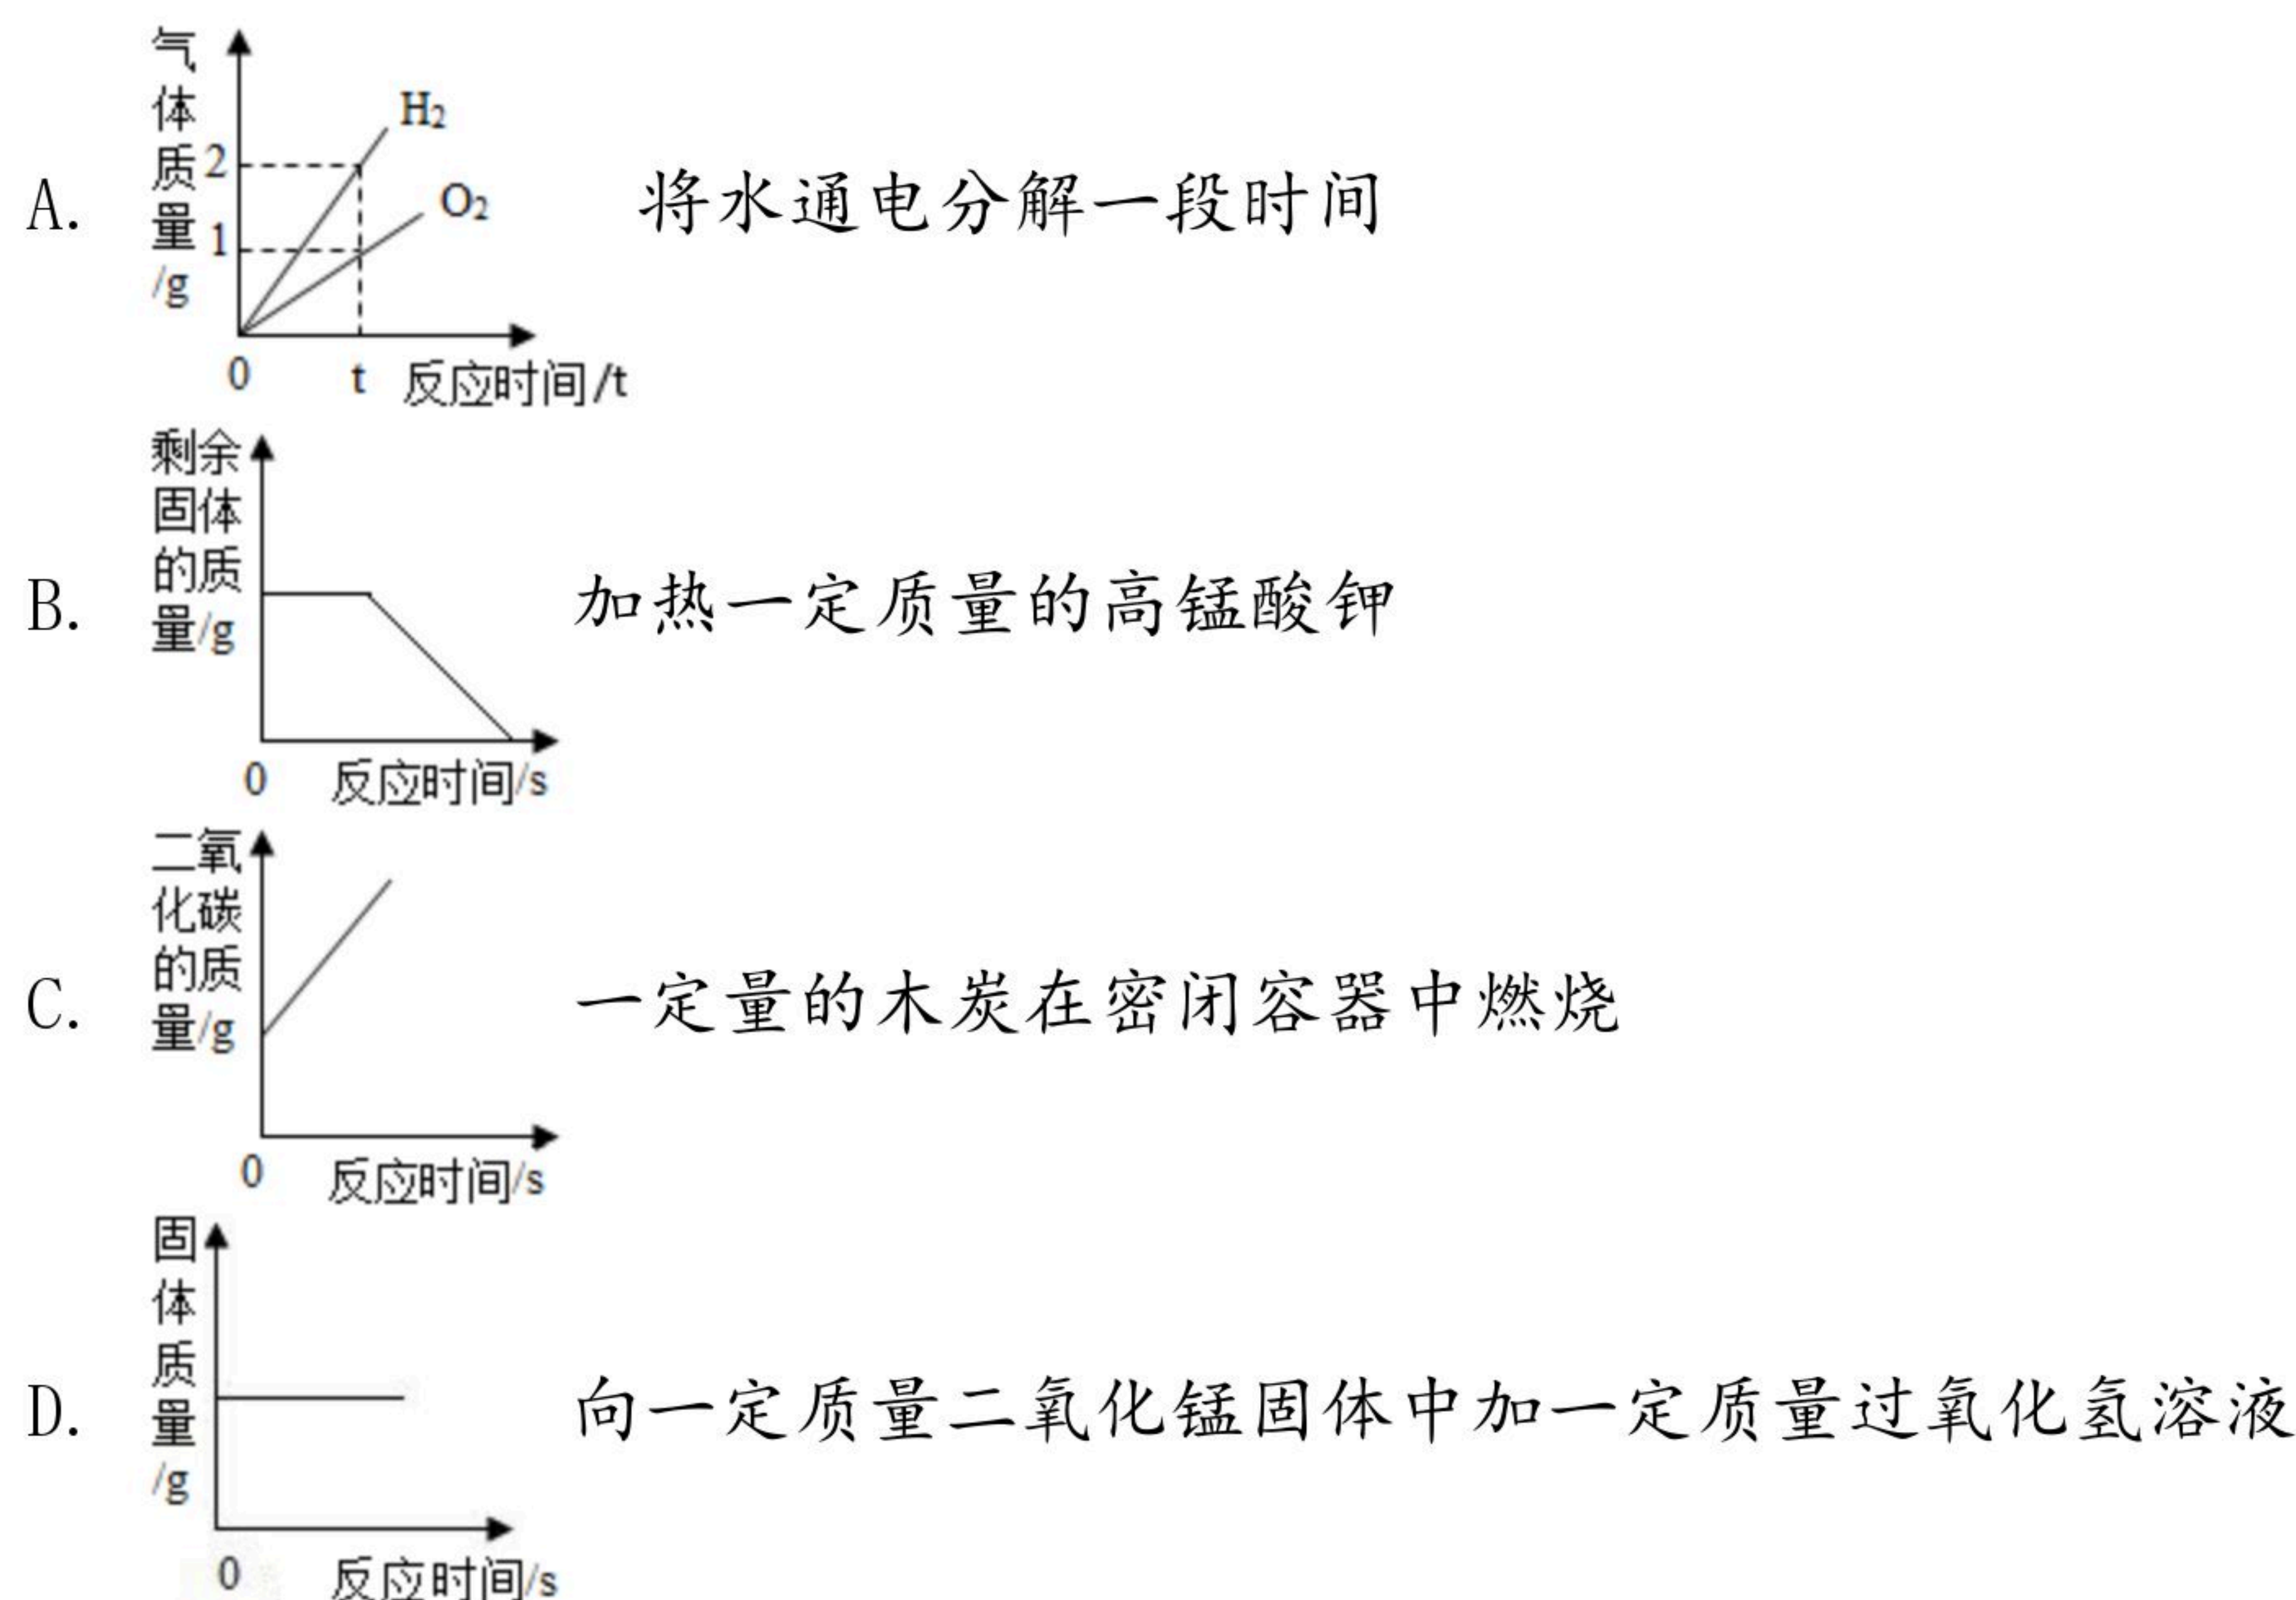 A.
气体质量/g
2
1
H₂
O₂
0
t
反应时间/t
将水通电分解一段时间
B.
剩余
固体
的质
量/g
0
反应时间/s
加热一定质量的高锰酸钾
C.
二氧
化碳
的质
量/g
0
反应时间/s
一定量的木炭在密闭容器中燃烧
D.
固体质量/g
0
反应时间/s
向一定质量二氧化锰固体中加一定质量过氧化氢溶液